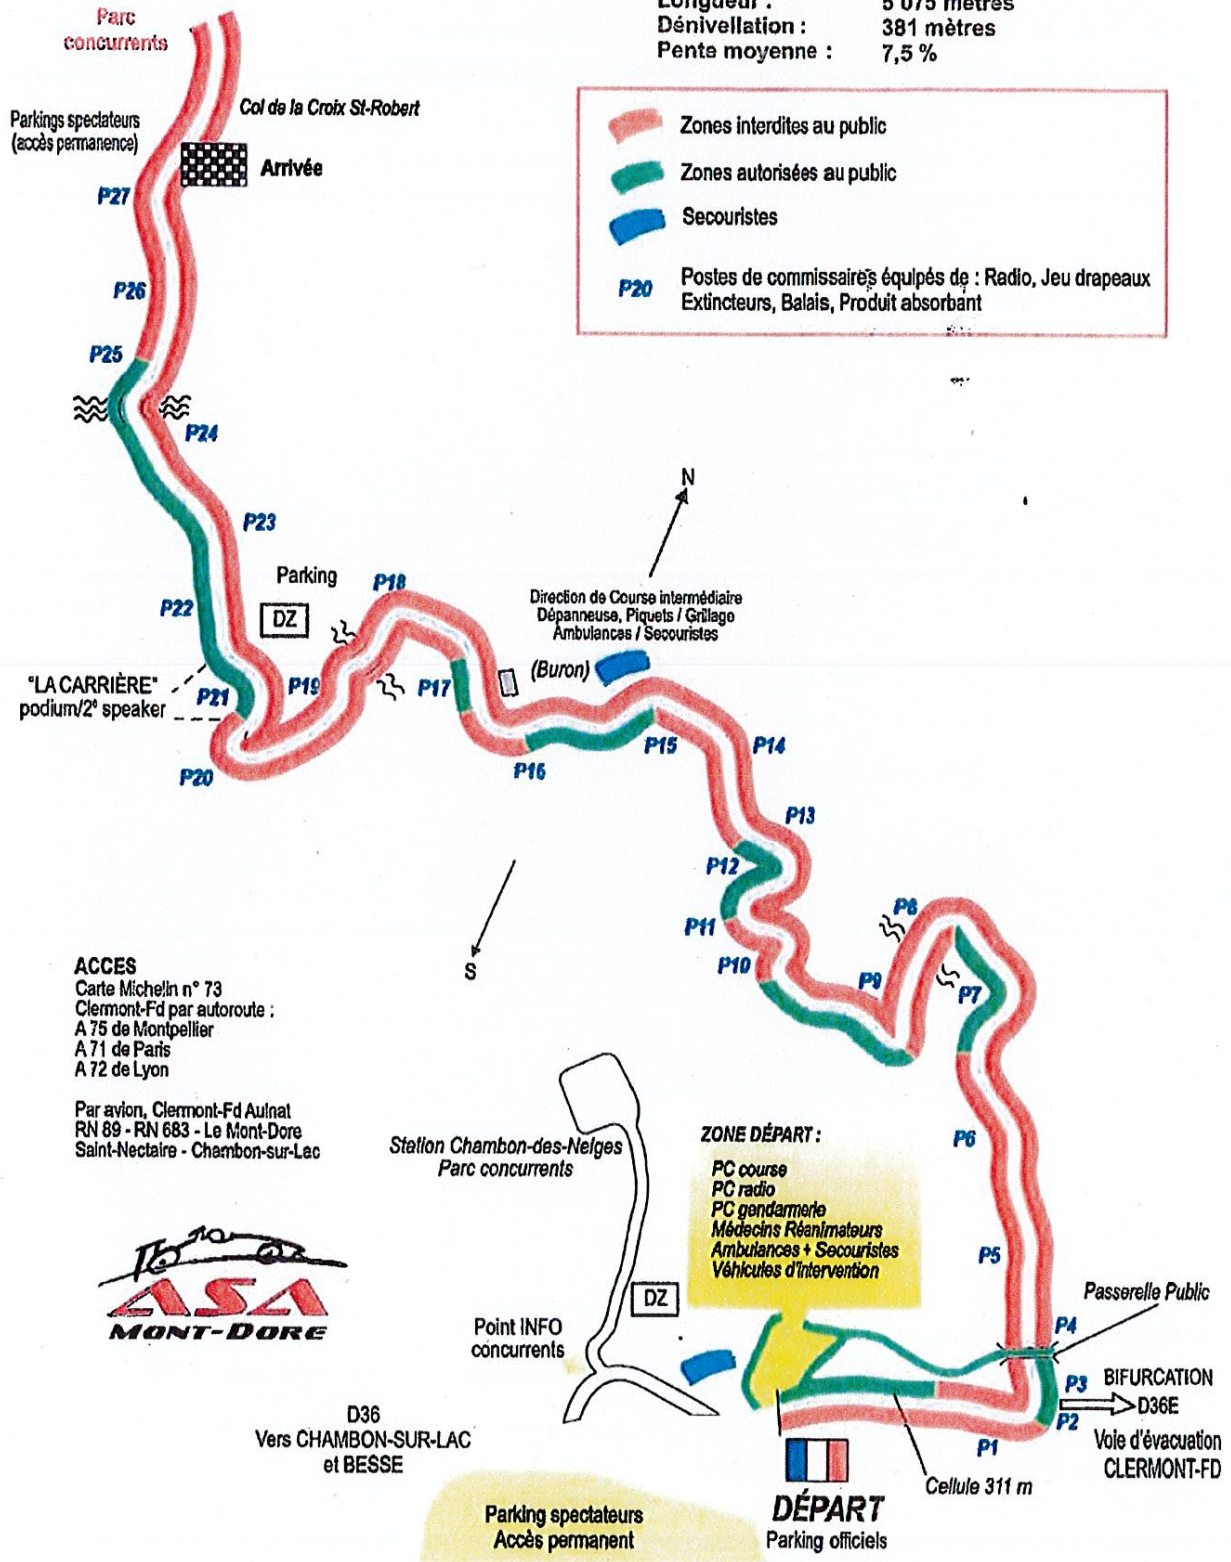 Longueur : 5 075 mètres
Dénivellation : 381 mètres
Pente moyenne : 7,5 %
Parc
concurrents
Col de la Croix St-Robert
Parkings spectateurs
(accès permanence)
Arrivée
Zones interdites au public
Zones autorisées au public
Secouristes
P20 Postes de commissaires équipés de : Radio, Jeu drapeaux
Extincteurs, Balais, Produit absorbant
P27
P26
P25
P24
P23
N
Parking
DZ
P18
P22
Direction de Course intermédiaire
Dépanneuse, Piquets / Grillage
Ambulances / Secouristes
(Buron)
"LA CARRIÈRE"
podium/2e speaker
P21
P19
P17
P20
P16
P15
P14
P13
P12
P11
P10
P9
P8
P7
S
ACCES
Carte Michelin n° 73
Clermont-Fd par autoroute :
A 75 de Montpellier
A 71 de Paris
A 72 de Lyon
Par avion, Clermont-Fd Aulnat
RN 89 - RN 683 - Le Mont-Dore
Saint-Nectaire - Chambon-sur-Lac
Station Chambon-des-Neiges
Parc concurrents
ZONE DÉPART :
PC course
PC radio
PC gendarmerie
Médecins Réanimateurs
Ambulances + Secouristes
Véhicules d'intervention
P6
P5
ASA
MONT-DORE
DZ
Passerelle Public
Point INFO
concurrents
P4
P3
BIFURCATION
D36E
P2
P1
Voie d'évacuation
CLERMONT-FD
D36
Vers CHAMBON-SUR-LAC
et BESSE
Cellule 311 m
Parking spectateurs
Accès permanent
DÉPART
Parking officiels